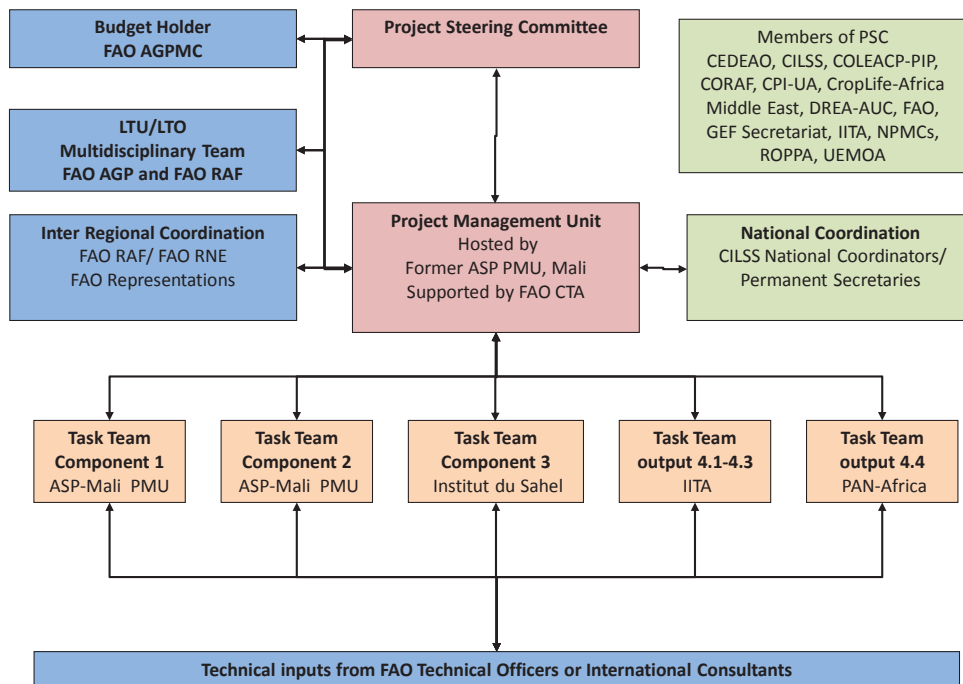 Budget Holder
FAO AGPMC
Project Steering Committee
Members of PSC
CEDEAO, CILSS, COLEACP-PIP,
CORAF, CPI-UA, CropLife-Africa
Middle East, DREA-AUC, FAO,
GEF Secretariat, IITA, NPMCs,
ROPPA, UEMOA
LTU/LTO
Multidisciplinary Team
FAO AGP and FAO RAF
Inter Regional Coordination
FAO RAF/ FAO RNE
FAO Representations
Project Management Unit
Hosted by
Former ASP PMU, Mali
Supported by FAO CTA
National Coordination
CILSS National Coordinators/
Permanent Secretaries
Task Team
Component 1
ASP-Mali PMU
Task Team
Component 2
ASP-Mali PMU
Task Team
Component 3
Institut du Sahel
Task Team
output 4.1-4.3
IITA
Task Team
output 4.4
PAN-Africa
Technical inputs from FAO Technical Officers or International Consultants